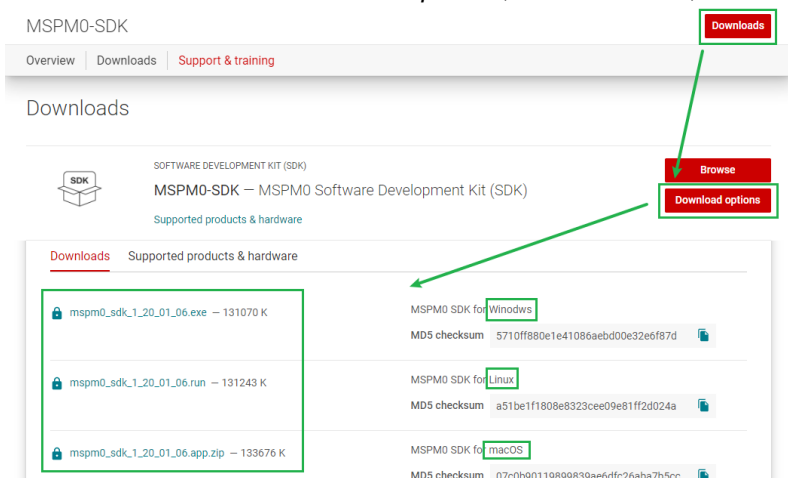 MSPM0-SDK
Downloads
Overview
Downloads
Support & training
Downloads
SDK
SOFTWARE DEVELOPMENT KIT (SDK)
MSPM0-SDK — MSPM0 Software Development Kit (SDK)
Supported products & hardware
Browse
Download options
Downloads
Supported products & hardware
mspm0_sdk_1_20_01_06.exe — 131070 K
MSPM0 SDK for Winodws
MD5 checksum 5710ff880e1e41086aebd00e32e6f87d
mspm0_sdk_1_20_01_06.run — 131243 K
MSPM0 SDK for Linux
MD5 checksum a51be1f1808e8323cee09e81ff2d024a
mspm0_sdk_1_20_01_06.app.zip — 133676 K
MSPM0 SDK for macOS
MD5 checksum 07c0b90119899839ae6dfc26aba7b5cc